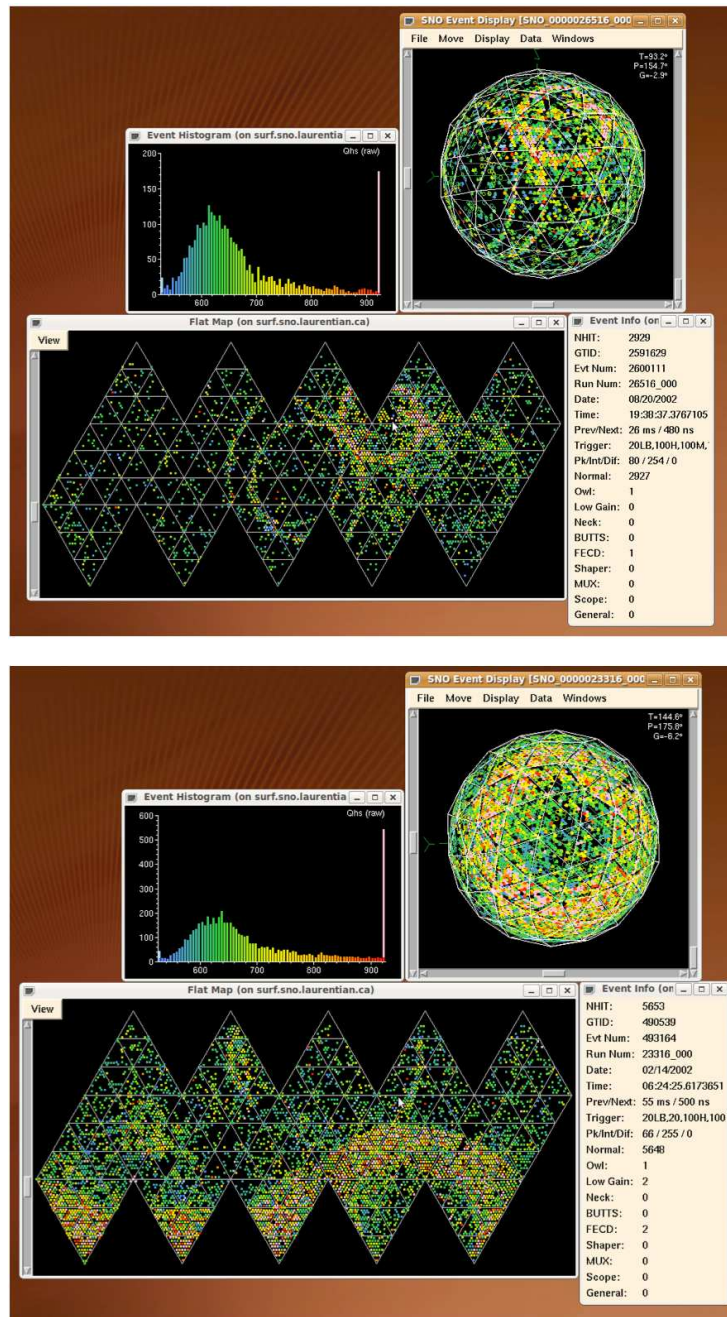 SNO Event Display [SNO_0000026516_000
File Move Display Data Windows
T=93.2°
P=154.7°
G=-2.9°
Event Histogram (on surf.sno.laurentia
Qhs (raw)
200
150
100
50
0
600 700 800 900
Flat Map (on surf.sno.laurentian.ca)
View
Event Info (on
NHIT: 2929
GTID: 2591629
Evt Num: 2600111
Run Num: 26516_000
Date: 08/20/2002
Time: 19:38:37.3767105
Prev/Next: 26 ms / 480 ns
Trigger: 20LB,100H,100M,
Pk/Int/Dif: 80 / 254 / 0
Normal: 2927
Owl: 1
Low Gain: 0
Neck: 0
BUTTS: 0
FECD: 1
Shaper: 0
MUX: 0
Scope: 0
General: 0
SNO Event Display [SNO_0000023316_000
File Move Display Data Windows
T=144.6°
P=175.8°
G=-6.2°
Event Histogram (on surf.sno.laurentia
Qhs (raw)
600
500
400
300
200
100
0
600 700 800 900
Flat Map (on surf.sno.laurentian.ca)
View
Event Info (on
NHIT: 5653
GTID: 490539
Evt Num: 493164
Run Num: 23316_000
Date: 02/14/2002
Time: 06:24:25.6173651
Prev/Next: 55 ms / 500 ns
Trigger: 20LB,20,100H,100
Pk/Int/Dif: 66 / 255 / 0
Normal: 5648
Owl: 1
Low Gain: 2
Neck: 0
BUTTS: 0
FECD: 2
Shaper: 0
MUX: 0
Scope: 0
General: 0